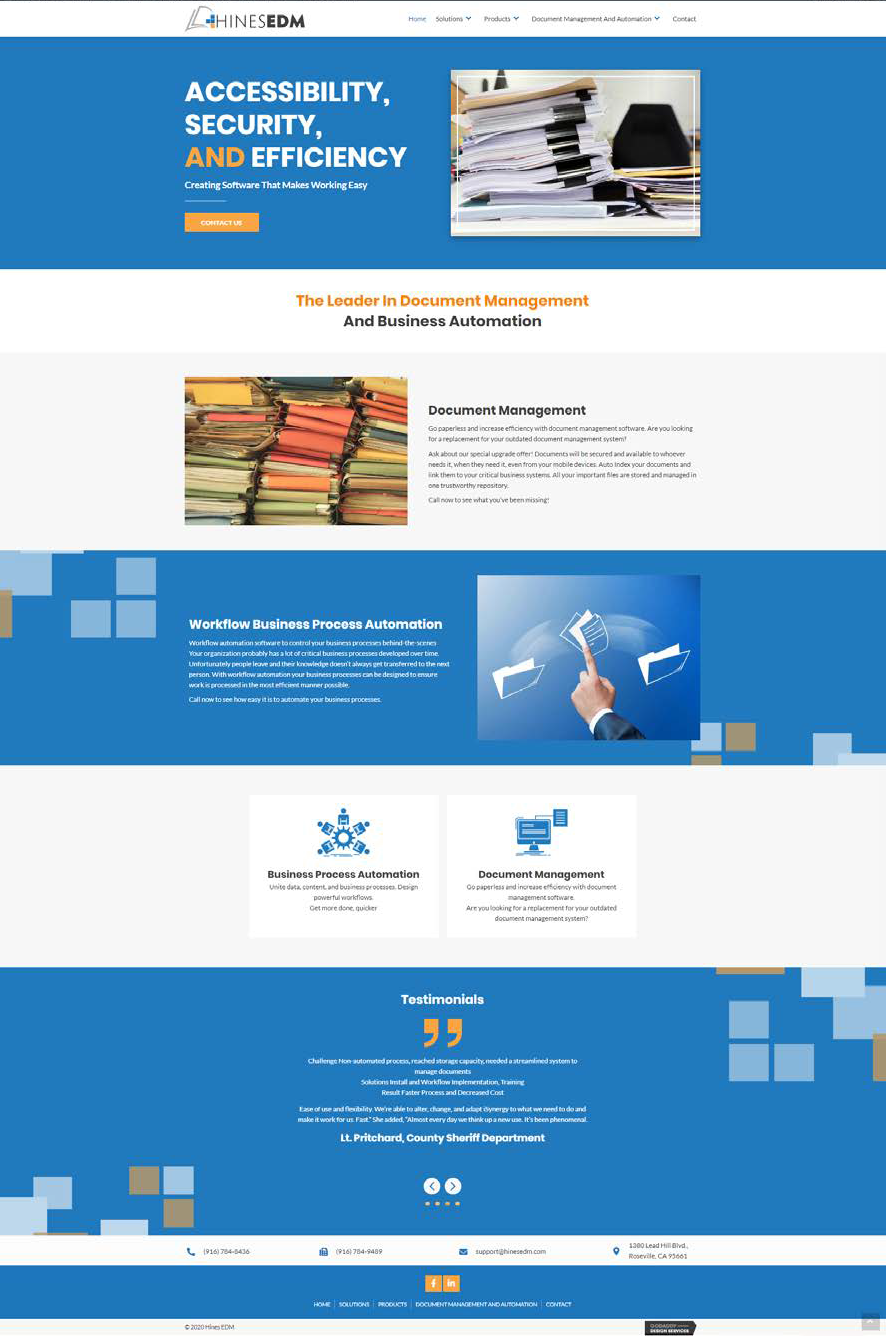 HINESEDM
Home Solutions Products Document Management And Automation Contact
ACCESSIBILITY,
SECURITY,
AND EFFICIENCY
Creating Software That Makes Working Easy
CONTACT US
The Leader In Document Management
And Business Automation
Document Management
Go paperless and increase efficiency with document management software. Are you looking
for a replacement for your outdated document management system?
Ask about our special upgrade offer! Documents will be secured and available to whoever
needs it, when they need it, even from your mobile devices. Auto Index your documents and
link them to your critical business systems. All your important files are stored and managed in
one trustworthy repository.
Call now to see what you've been missing!
Workflow Business Process Automation
Workflow automation software to control your business processes behind-the-scenes
Your organization probably has a lot of critical business processes developed over time.
Unfortunately people leave and their knowledge doesn't always get transferred to the next
person. With workflow automation your business processes can be designed to ensure
work is processed in the most efficient manner possible.
Call now to see how easy it is to automate your business processes.
Business Process Automation
Unite data, content, and business processes. Design
powerful workflows.
Get more done, quicker
Document Management
Go paperless and increase efficiency with document
management software.
Are you looking for a replacement for your outdated
document management system?
Testimonials
Challenge Non-automated process, reached storage capacity, needed a streamlined system to
manage documents
Solutions Install and Workflow Implementation, Training
Result Faster Process and Decreased Cost
Ease of use and flexibility. We're able to alter, change, and adapt iSynergy to what we need to do and
make it work for us. Fast." She added, "Almost every day we think up a new use. It's been phenomenal.
Lt. Pritchard, County Sheriff Department
(916) 784-8436
(916) 784-9489
support@hinesedm.com
1380 Lead Hill Blvd.,
Roseville, CA 95661
HOME SOLUTIONS PRODUCTS DOCUMENT MANAGEMENT AND AUTOMATION CONTACT
© 2020 Hines EDM
GODADDY
DESIGN SERVICES